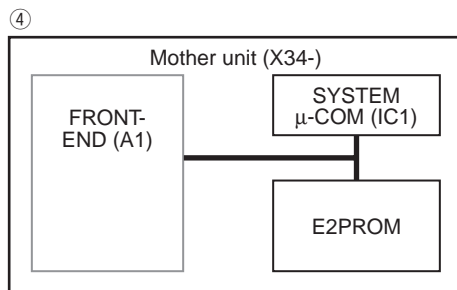 ④
Mother unit (X34-)
FRONT-
END (A1)
SYSTEM
μ-COM (IC1)
E2PROM